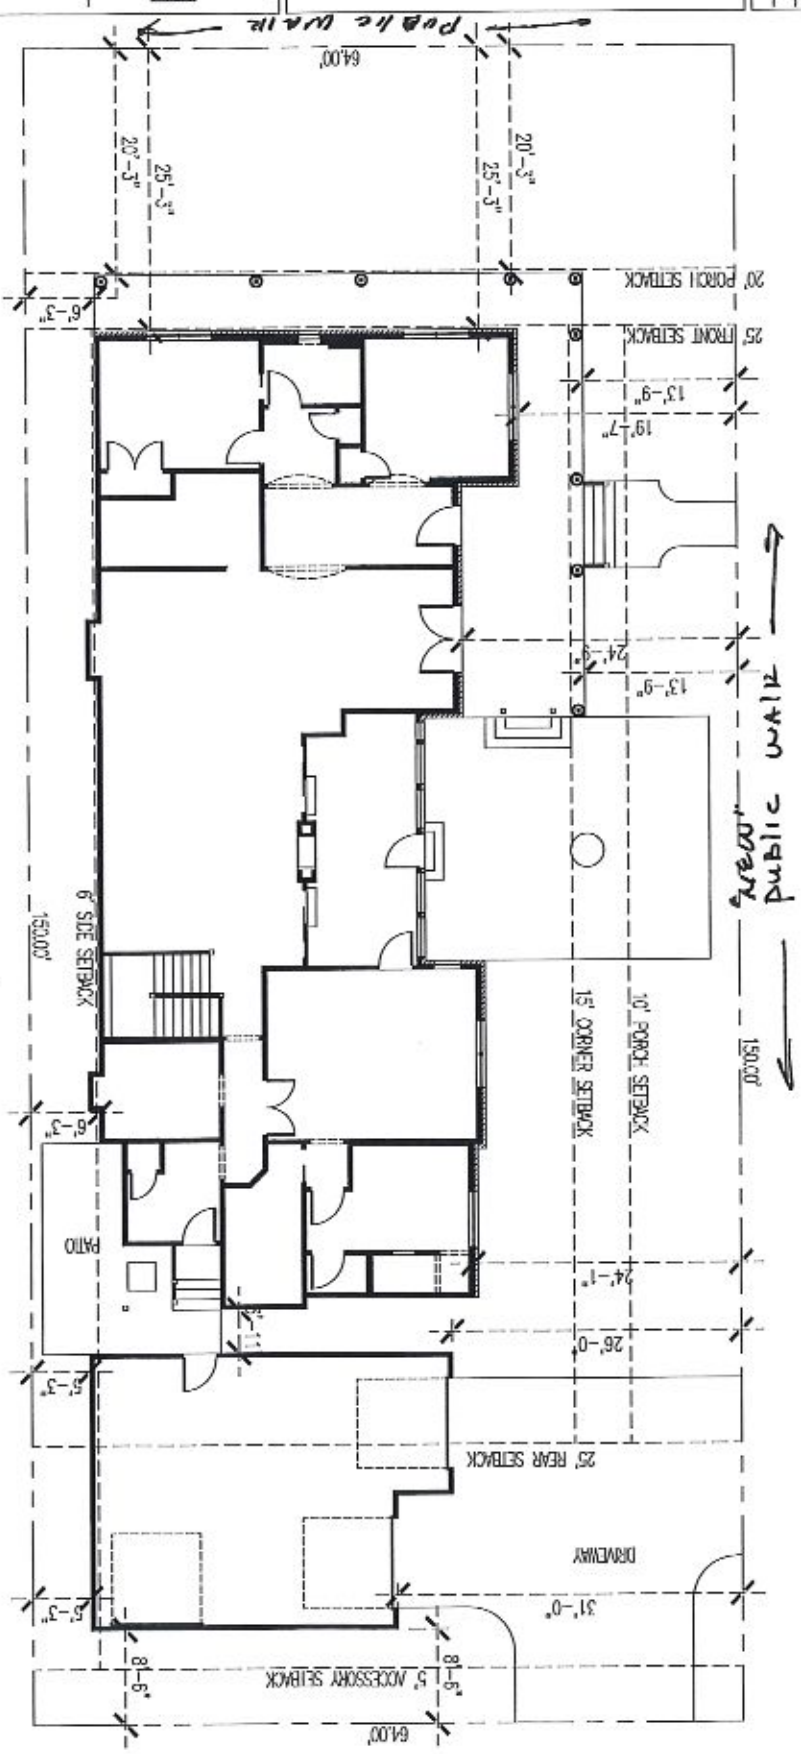 PUBLIC WALK
64.00'
20'-3"
25'-3"
25'-3"
20'-3"
20' PORCH SETBACK
6'-3"
25' FRONT SETBACK
13'-9"
19'-7"
24'-9"
13'-9"
"NEW"
PUBLIC WALK
6' SIDE SETBACK
150.00'
15' CORNER SETBACK
10' PORCH SETBACK
150.00'
6'-3"
PATIO
24'-1"
26'-0"
5'-3"
25' REAR SETBACK
DRIVEWAY
31'-0"
5'-3"
8'-6"
5' ACCESSORY SETBACK
8'-6"
64.00'